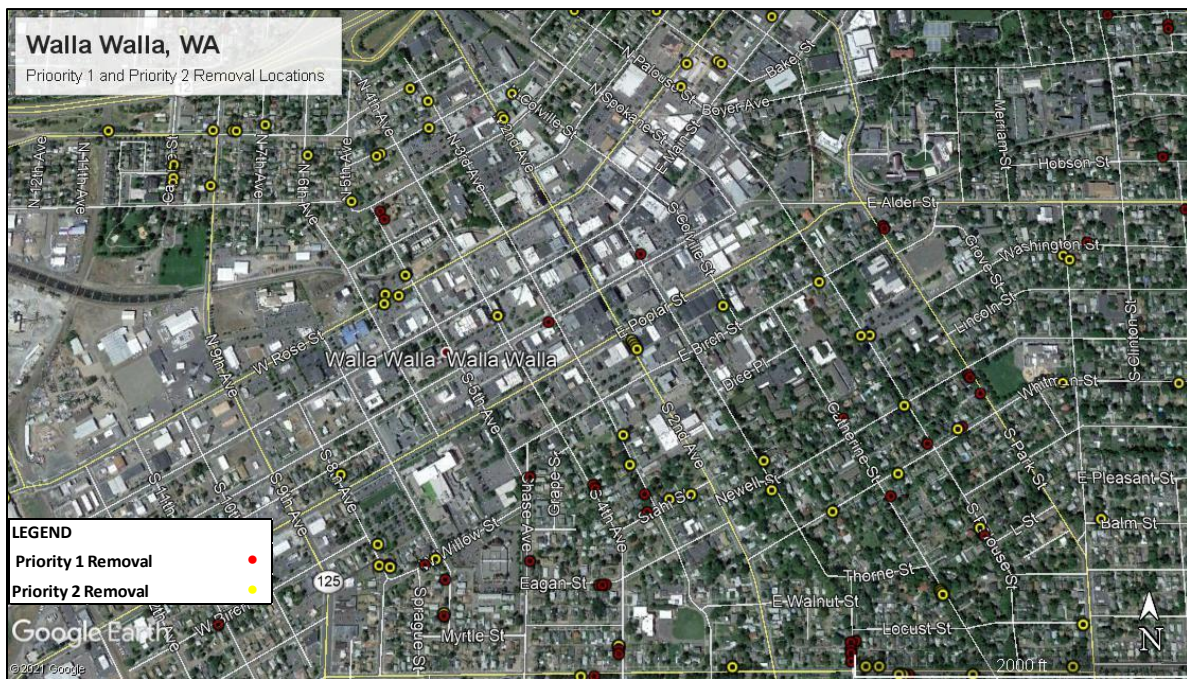 Walla Walla, WA
Prioority 1 and Priority 2 Removal Locations
Baker St
N Palouse St
Boyer Ave
N Spokane St
E Main St
N Colville St
N 4th Ave
N 3rd Ave
2nd Ave
N 12th Ave
N 11th Ave
N 7th Ave
N 6th Ave
N 5th Ave
Merriam St
Hobson St
E Alder St
S Colville St
Grove St
Washington St
Lincoln St
S Clinton St
E Poplar St
E Birch St
W Rose St
N 9th Ave
Walla Walla
Walla Walla
Dice Pl
Whitman St
S 5th Ave
S 2nd Ave
Catherine St
S Park St
E Pleasant St
S 11th
S 9th Ave
S 8th Ave
Chase Ave
Grape St
S 4th Ave
Stahl St
Newell St
L St
Balm St
S Palouse St
LEGEND
Priority 1 Removal
Priority 2 Removal
Willow St
125
Eagan St
Thorne St
E Walnut St
Locust St
Sprague St
Myrtle St
Google Earth
N
2000 ft
© 2021 Google